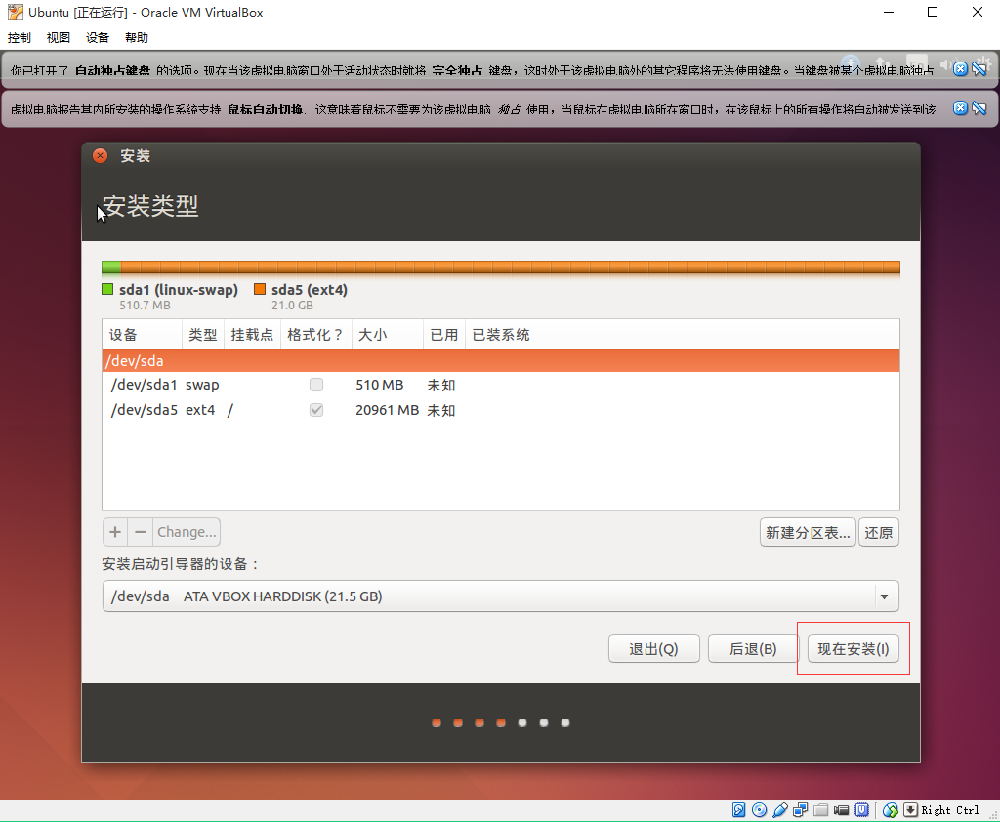 Ubuntu [正在运行] - Oracle VM VirtualBox
控制 视图 设备 帮助
你已打开了 自动独占键盘 的选项。现在当该虚拟电脑窗口处于活动状态时就将 完全独占 键盘，这时处于该虚拟电脑外的其它程序将无法使用键盘。当键盘被某个虚拟电脑独占
虚拟电脑报告其内所安装的操作系统支持 鼠标自动切换. 这意味着鼠标不需要为该虚拟电脑 独占 使用，当鼠标在虚拟电脑所在窗口时，在该鼠标上的所有操作将自动被发送到该
安装
安装类型
sda1 (linux-swap) sda5 (ext4)
510.7 MB 21.0 GB
设备 类型 挂载点 格式化？ 大小 已用 已装系统
/dev/sda
/dev/sda1 swap 510 MB 未知
/dev/sda5 ext4 / 20961 MB 未知
+ − Change... 新建分区表... 还原
安装启动引导器的设备：
/dev/sda ATA VBOX HARDDISK (21.5 GB)
退出(Q) 后退(B) 现在安装(I)
Right Ctrl